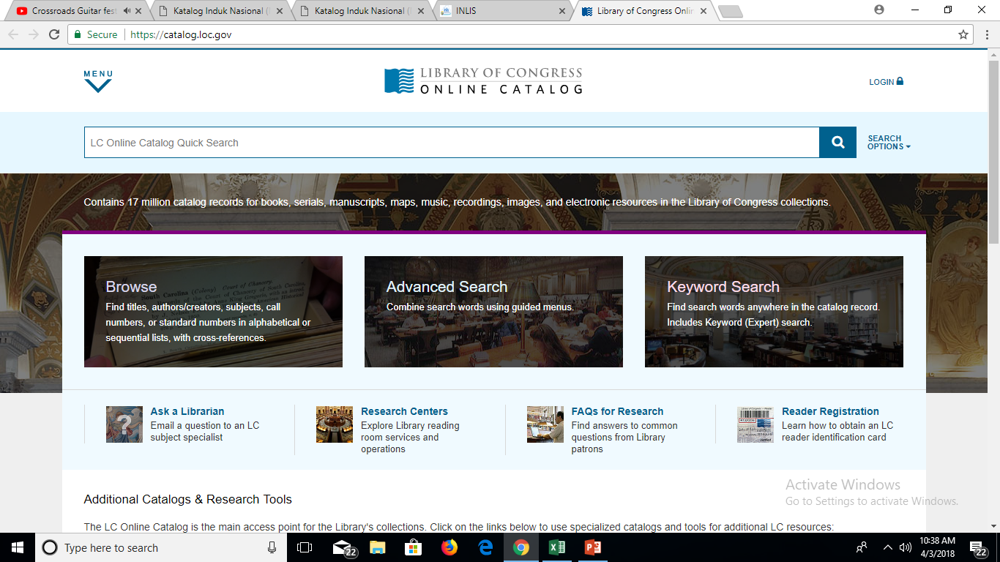 Crossroads Guitar fest
Katalog Induk Nasional (
Katalog Induk Nasional (
INLIS
Library of Congress Onlin
Secure
https://catalog.loc.gov
MENU
LIBRARY OF CONGRESS
ONLINE CATALOG
LOGIN
LC Online Catalog Quick Search
SEARCH
OPTIONS
Contains 17 million catalog records for books, serials, manuscripts, maps, music, recordings, images, and electronic resources in the Library of Congress collections.
Browse
Find titles, authors/creators, subjects, call
numbers, or standard numbers in alphabetical or
sequential lists, with cross-references.
Advanced Search
Combine search words using guided menus.
Keyword Search
Find search words anywhere in the catalog record.
Includes Keyword (Expert) search.
?
Ask a Librarian
Email a question to an LC
subject specialist
Research Centers
Explore Library reading
room services and
operations
FAQs for Research
Find answers to common
questions from Library
patrons
Reader Registration
Learn how to obtain an LC
reader identification card
Additional Catalogs & Research Tools
The LC Online Catalog is the main access point for the Library's collections. Click on the links below to use specialized catalogs and tools for additional LC resources:
Activate Windows
Go to Settings to activate Windows.
Type here to search
22
10:38 AM
4/3/2018
22